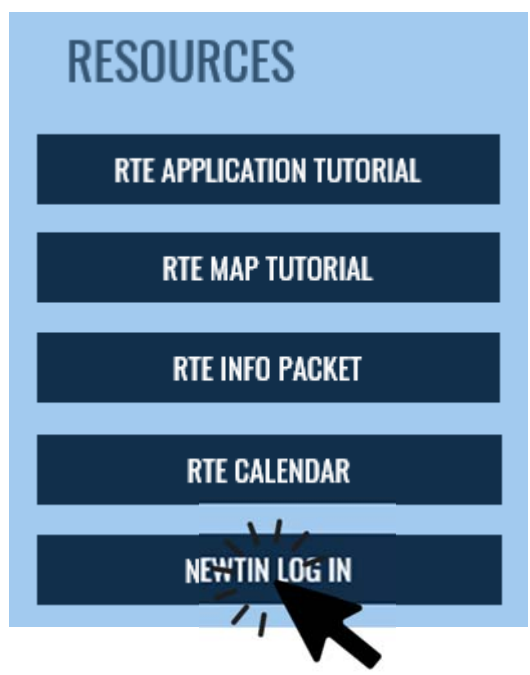 RESOURCES
RTE APPLICATION TUTORIAL
RTE MAP TUTORIAL
RTE INFO PACKET
RTE CALENDAR
NEWTIN LOG IN